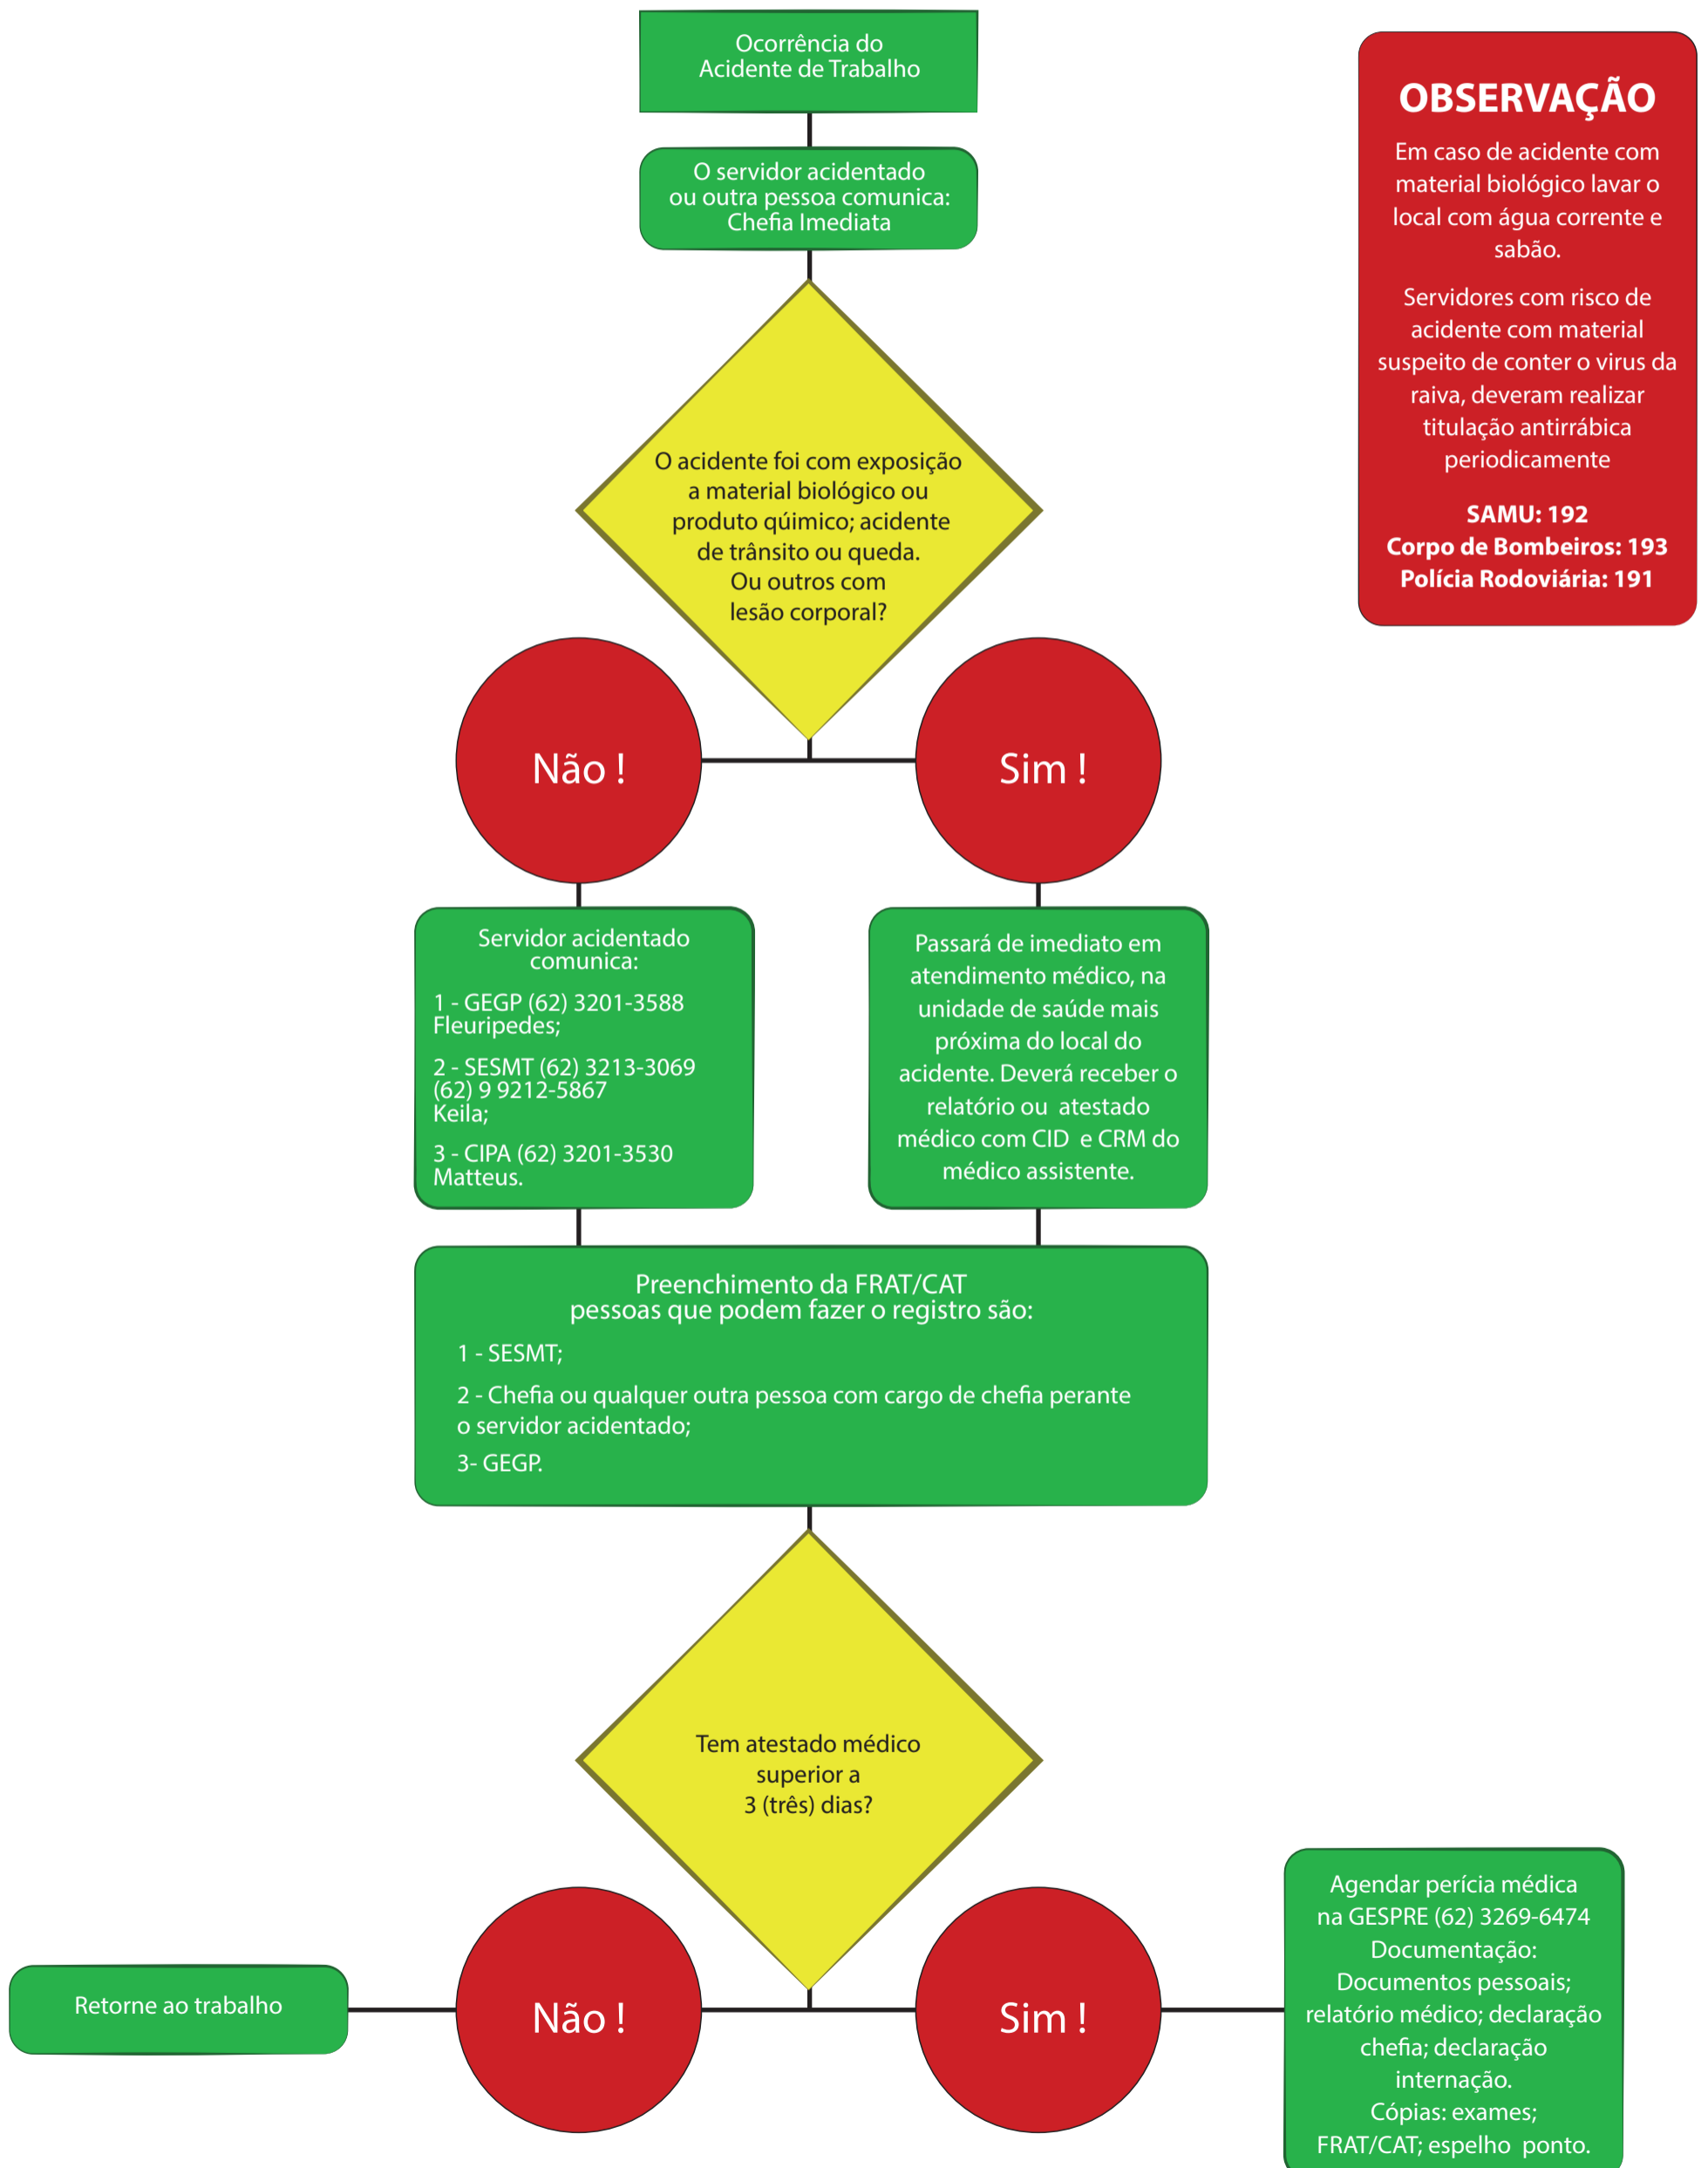 Ocorrência do
Acidente de Trabalho
O servidor acidentado
ou outra pessoa comunica:
Chefia Imediata
OBSERVAÇÃO
Em caso de acidente com
material biológico lavar o
local com água corrente e
sabão.
Servidores com risco de
acidente com material
suspeito de conter o virus da
raiva, deveram realizar
titulação antirrábica
periodicamente
SAMU: 192
Corpo de Bombeiros: 193
Polícia Rodoviária: 191
O acidente foi com exposição
a material biológico ou
produto qúimico; acidente
de trânsito ou queda.
Ou outros com
lesão corporal?
Não !
Sim !
Servidor acidentado
comunica:
1 - GEGP (62) 3201-3588
Fleuripedes;
2 - SESMT (62) 3213-3069
(62) 9 9212-5867
Keila;
3 - CIPA (62) 3201-3530
Matteus.
Passará de imediato em
atendimento médico, na
unidade de saúde mais
próxima do local do
acidente. Deverá receber o
relatório ou  atestado
médico com CID  e CRM do
médico assistente.
Preenchimento da FRAT/CAT
pessoas que podem fazer o registro são:
1 - SESMT;
2 - Chefia ou qualquer outra pessoa com cargo de chefia perante
o servidor acidentado;
3- GEGP.
Tem atestado médico
superior a
3 (três) dias?
Retorne ao trabalho
Não !
Sim !
Agendar perícia médica
na GESPRE (62) 3269-6474
Documentação:
Documentos pessoais;
relatório médico; declaração
chefia; declaração
internação.
Cópias: exames;
FRAT/CAT; espelho  ponto.